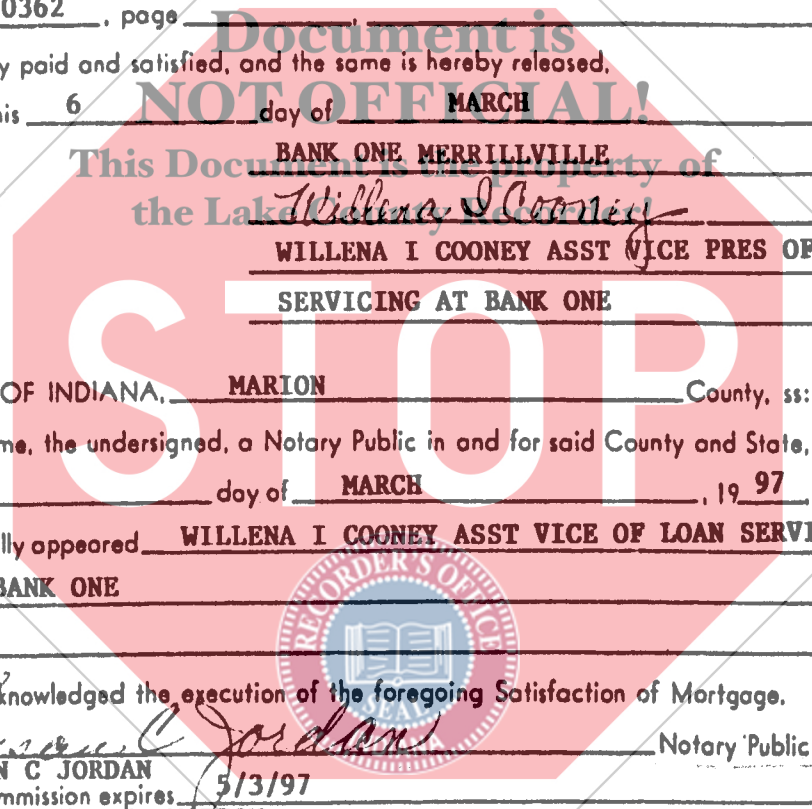 0362 , page
Document is
y paid and satisfied, and the same is hereby released,
NOT OFFICIAL!
is 6 day of MARCH
This Document is the property of
BANK ONE MERRILLVILLE
the Lake County Recorder!
Willena I Cooney
WILLENA I COONEY ASST VICE PRES OF
SERVICING AT BANK ONE
STOP
OF INDIANA, MARION County, ss:
me, the undersigned, a Notary Public in and for said County and State,
day of MARCH , 19 97
lly appeared WILLENA I COONEY ASST VICE OF LOAN SERVI
BANK ONE
RECORDER'S OFFICE
SEAL
INDIANA
knowledged the execution of the foregoing Satisfaction of Mortgage.
C Jordan Notary Public
N C JORDAN
mmission expires 5/3/97